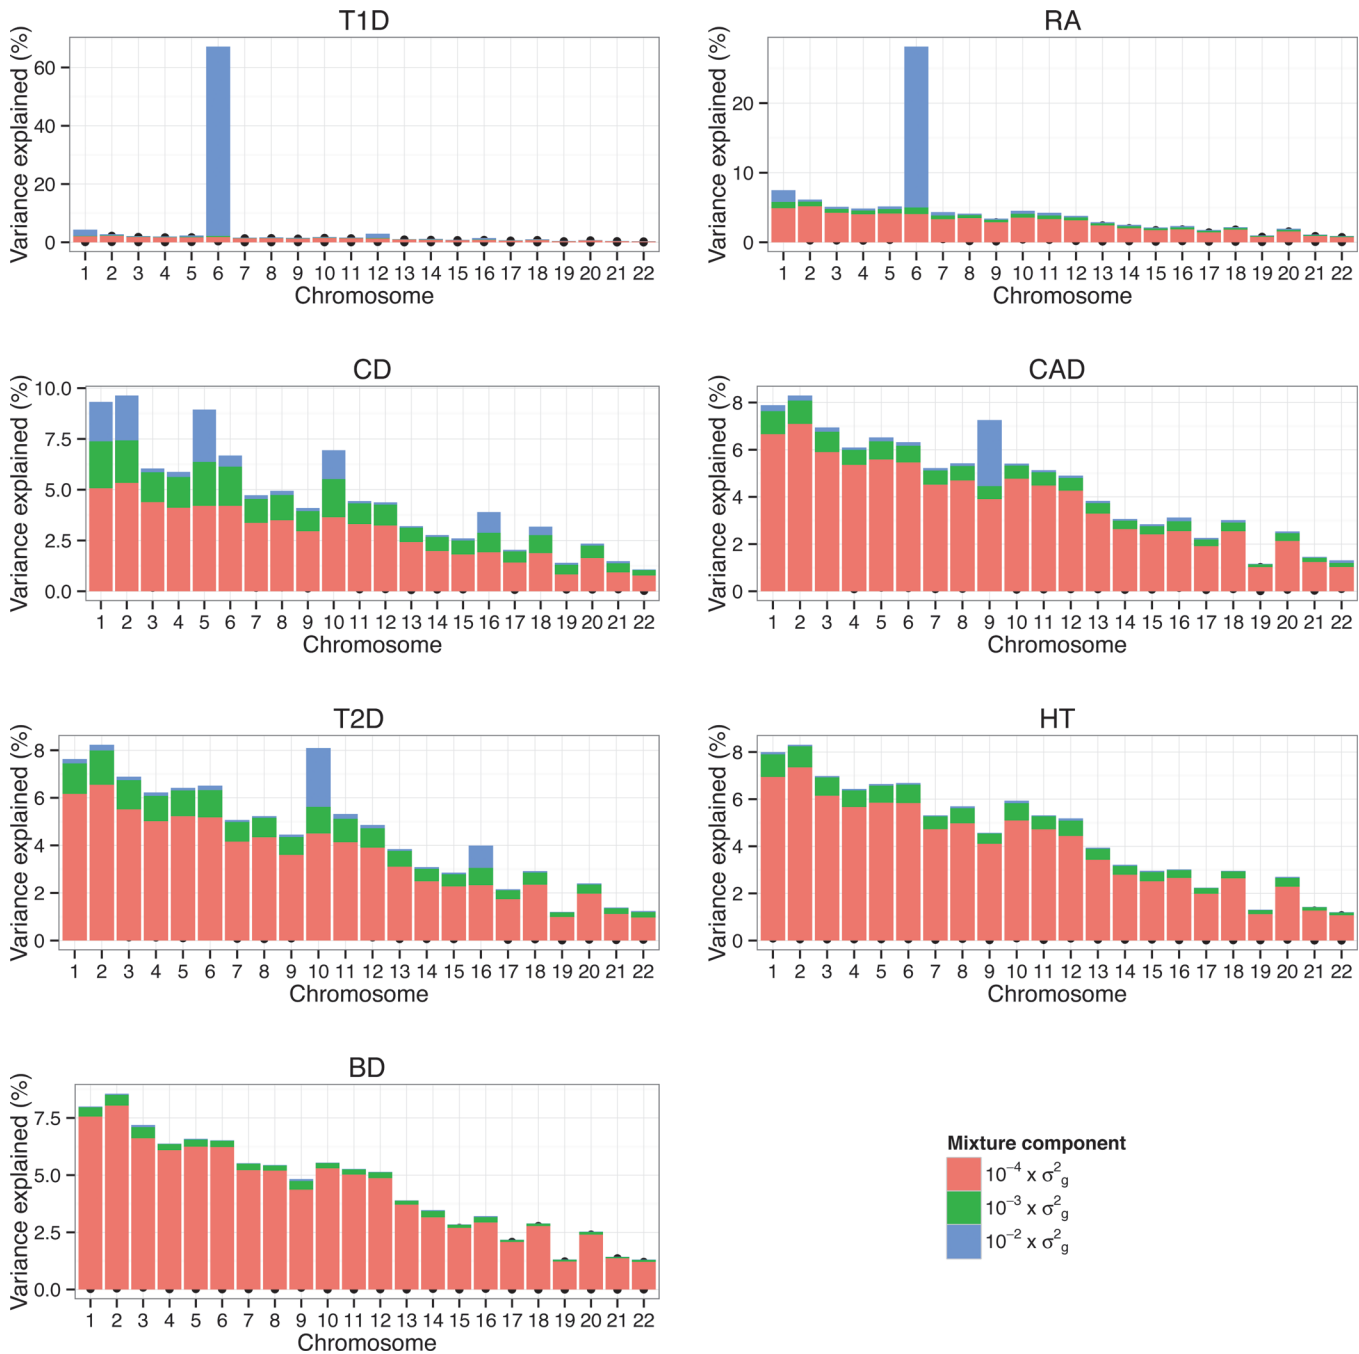 T1D
Variance explained (%)
60
40
20
0
1 2 3 4 5 6 7 8 9 10 11 12 13 14 15 16 17 18 19 20 21 22
Chromosome
RA
Variance explained (%)
20
10
0
1 2 3 4 5 6 7 8 9 10 11 12 13 14 15 16 17 18 19 20 21 22
Chromosome
CD
Variance explained (%)
10.0
7.5
5.0
2.5
0.0
1 2 3 4 5 6 7 8 9 10 11 12 13 14 15 16 17 18 19 20 21 22
Chromosome
CAD
Variance explained (%)
8
6
4
2
0
1 2 3 4 5 6 7 8 9 10 11 12 13 14 15 16 17 18 19 20 21 22
Chromosome
T2D
Variance explained (%)
8
6
4
2
0
1 2 3 4 5 6 7 8 9 10 11 12 13 14 15 16 17 18 19 20 21 22
Chromosome
HT
Variance explained (%)
8
6
4
2
0
1 2 3 4 5 6 7 8 9 10 11 12 13 14 15 16 17 18 19 20 21 22
Chromosome
BD
Variance explained (%)
7.5
5.0
2.5
0.0
1 2 3 4 5 6 7 8 9 10 11 12 13 14 15 16 17 18 19 20 21 22
Chromosome
Mixture component
10⁻⁴ x σ²g
10⁻³ x σ²g
10⁻² x σ²g